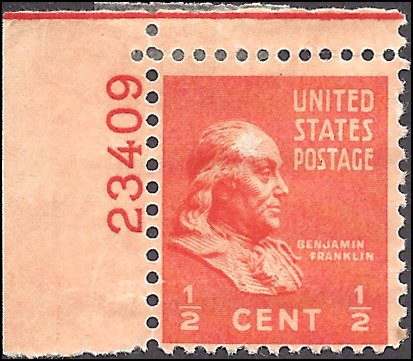 23409
UNITED
STATES
POSTAGE
BENJAMIN
FRANKLIN
1/2 CENT 1/2